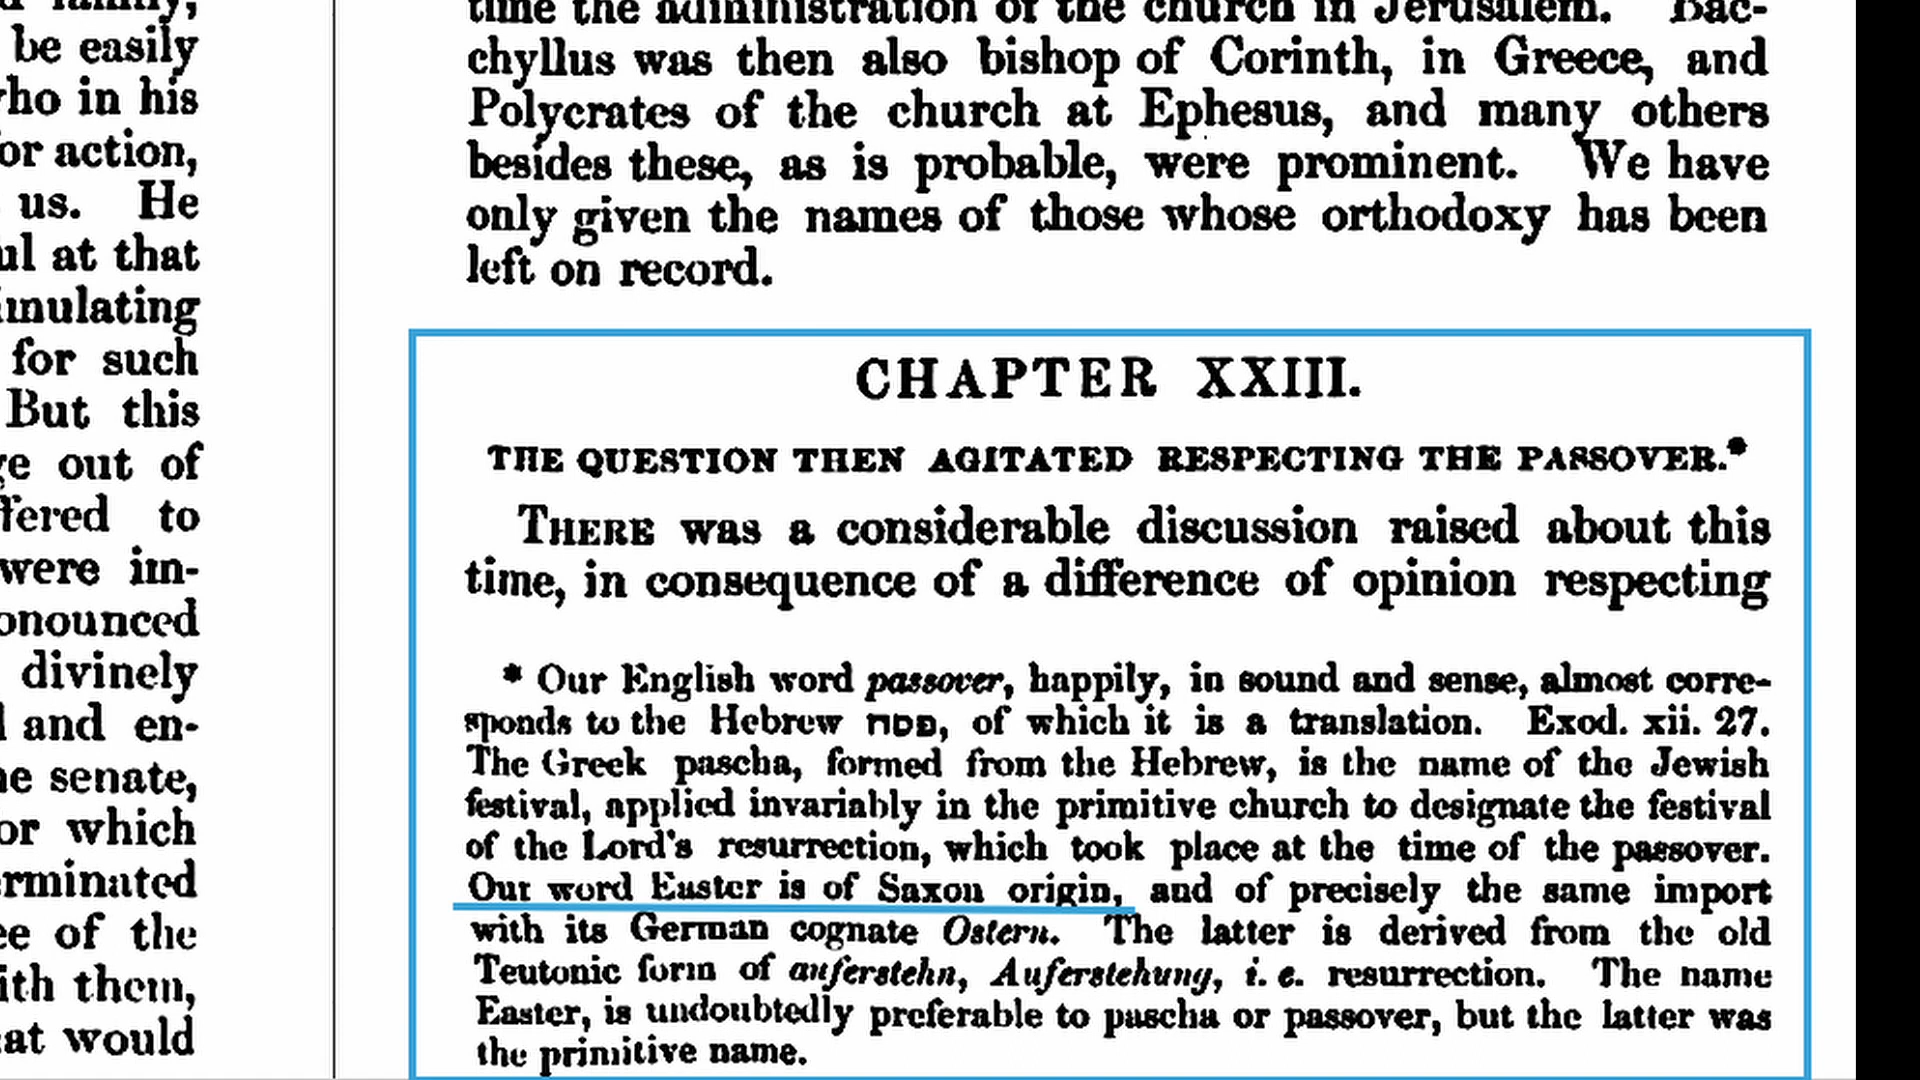 be easily
who in his
or action,
us. He
at that
for such
But this
out of
to
were im-
divinely
and en-
senate,
or which
of the
them,
would
time the administration of the church in Jerusalem. Bac-
chyllus was then also bishop of Corinth, in Greece, and
Polycrates of the church at Ephesus, and many others
besides these, as is probable, were prominent. We have
only given the names of those whose orthodoxy has been
left on record.
CHAPTER XXIII.
THE QUESTION THEN AGITATED RESPECTING THE PASSOVER.*
THERE was a considerable discussion raised about this
time, in consequence of a difference of opinion respecting
* Our English word passover, happily, in sound and sense, almost corre-
sponds to the Hebrew פסח, of which it is a translation. Exod. xii. 27.
The Greek pascha, formed from the Hebrew, is the name of the Jewish
festival, applied invariably in the primitive church to designate the festival
of the Lord's resurrection, which took place at the time of the passover.
Our word Easter is of Saxon origin, and of precisely the same import
with its German cognate Ostern. The latter is derived from the old
Teutonic form of auferstehn, Auferstehung, i. e. resurrection. The name
Easter, is undoubtedly preferable to pascha or passover, but the latter was
the primitive name.